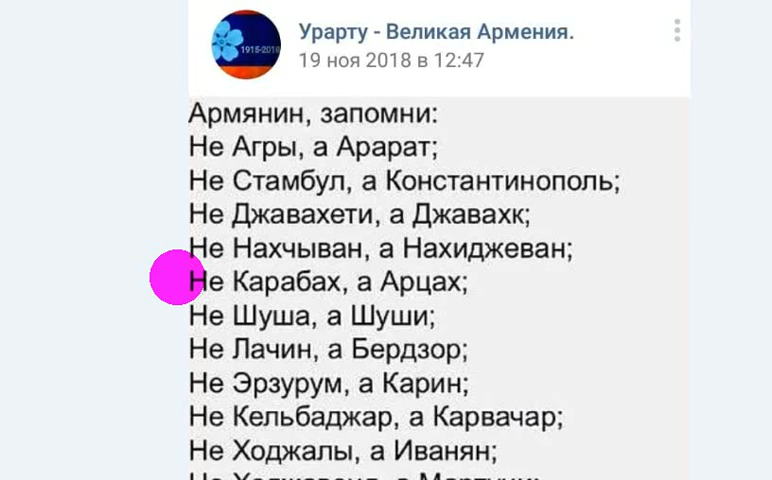 1915-2018
Урарту - Великая Армения.
19 ноя 2018 в 12:47
Армянин, запомни:
Не Агры, а Арарат;
Не Стамбул, а Константинополь;
Не Джавахети, а Джавахк;
Не Нахчыван, а Нахиджеван;
Не Карабах, а Арцах;
Не Шуша, а Шуши;
Не Лачин, а Бердзор;
Не Эрзурум, а Карин;
Не Кельбаджар, а Карвачар;
Не Ходжалы, а Иванян;